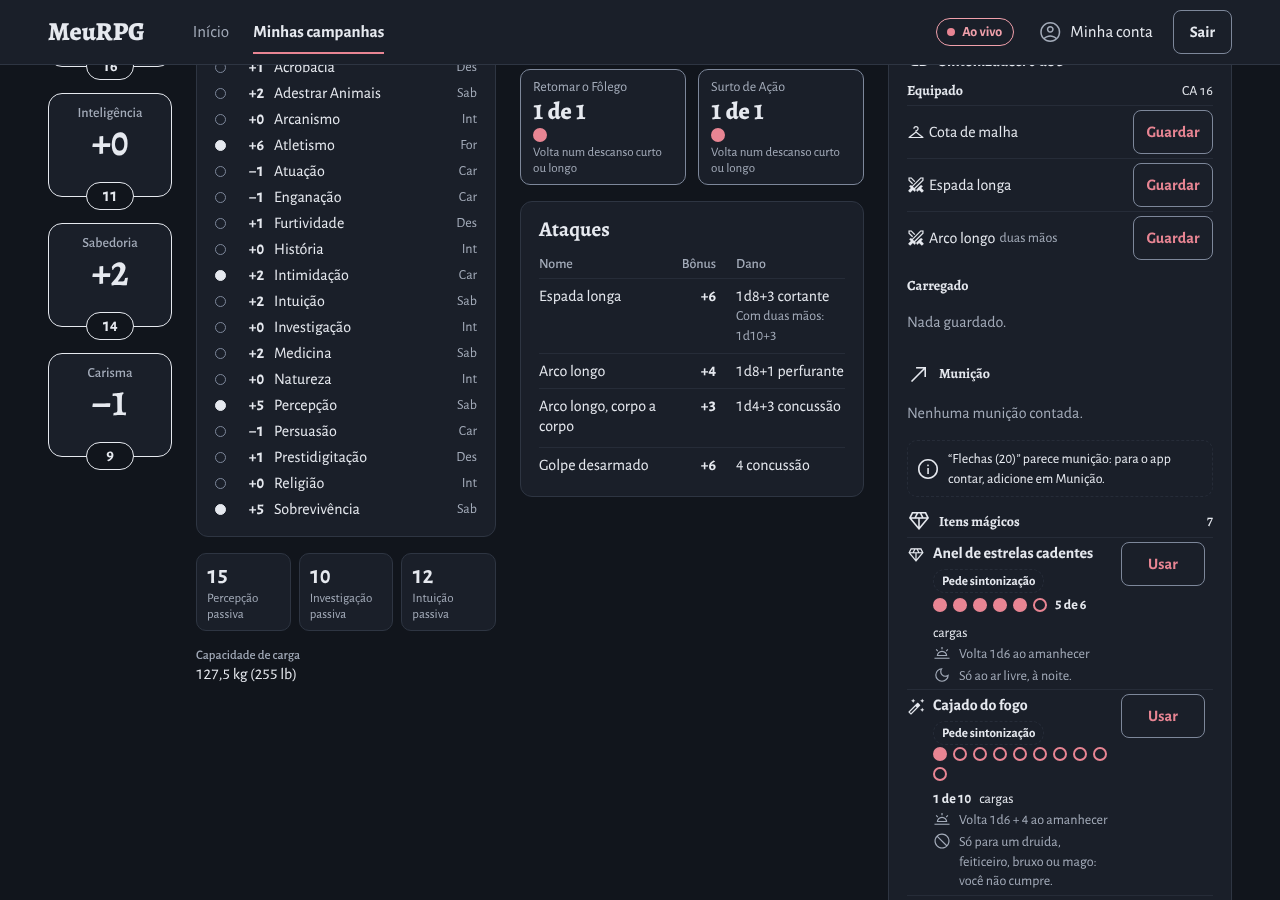 MeuRPG
Início
Minhas campanhas
Ao vivo
Minha conta
Sair
16
Inteligência
+0
11
Sabedoria
+2
14
Carisma
−1
9
+1 Acrobacia Des
+2 Adestrar Animais Sab
+0 Arcanismo Int
+6 Atletismo For
−1 Atuação Car
−1 Enganação Car
+1 Furtividade Des
+0 História Int
+2 Intimidação Car
+2 Intuição Sab
+0 Investigação Int
+2 Medicina Sab
+0 Natureza Int
+5 Percepção Sab
−1 Persuasão Car
+1 Prestidigitação Des
+0 Religião Int
+5 Sobrevivência Sab
15
Percepção
passiva
10
Investigação
passiva
12
Intuição
passiva
Capacidade de carga
127,5 kg (255 lb)
Retomar o Fôlego
1 de 1
Volta num descanso curto
ou longo
Surto de Ação
1 de 1
Volta num descanso curto
ou longo
Ataques
Nome Bônus Dano
Espada longa +6 1d8+3 cortante
Com duas mãos:
1d10+3
Arco longo +4 1d8+1 perfurante
Arco longo, corpo a +3 1d4+3 concussão
corpo
Golpe desarmado +6 4 concussão
Equipado CA 16
Cota de malha Guardar
Espada longa Guardar
Arco longo duas mãos Guardar
Carregado
Nada guardado.
Munição
Nenhuma munição contada.
“Flechas (20)” parece munição: para o app
contar, adicione em Munição.
Itens mágicos 7
Anel de estrelas cadentes Usar
Pede sintonização
5 de 6
cargas
Volta 1d6 ao amanhecer
Só ao ar livre, à noite.
Cajado do fogo Usar
Pede sintonização
1 de 10 cargas
Volta 1d6 + 4 ao amanhecer
Só para um druida,
feiticeiro, bruxo ou mago:
você não cumpre.